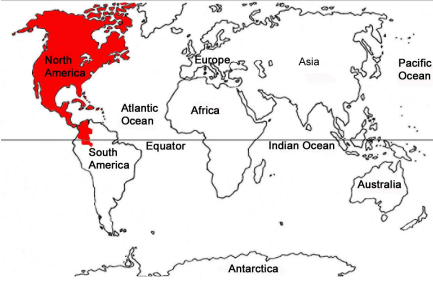 North
America
Europe
Asia
Pacific
Ocean
Atlantic
Ocean
Africa
Equator
Indian Ocean
South
America
Australia
Antarctica